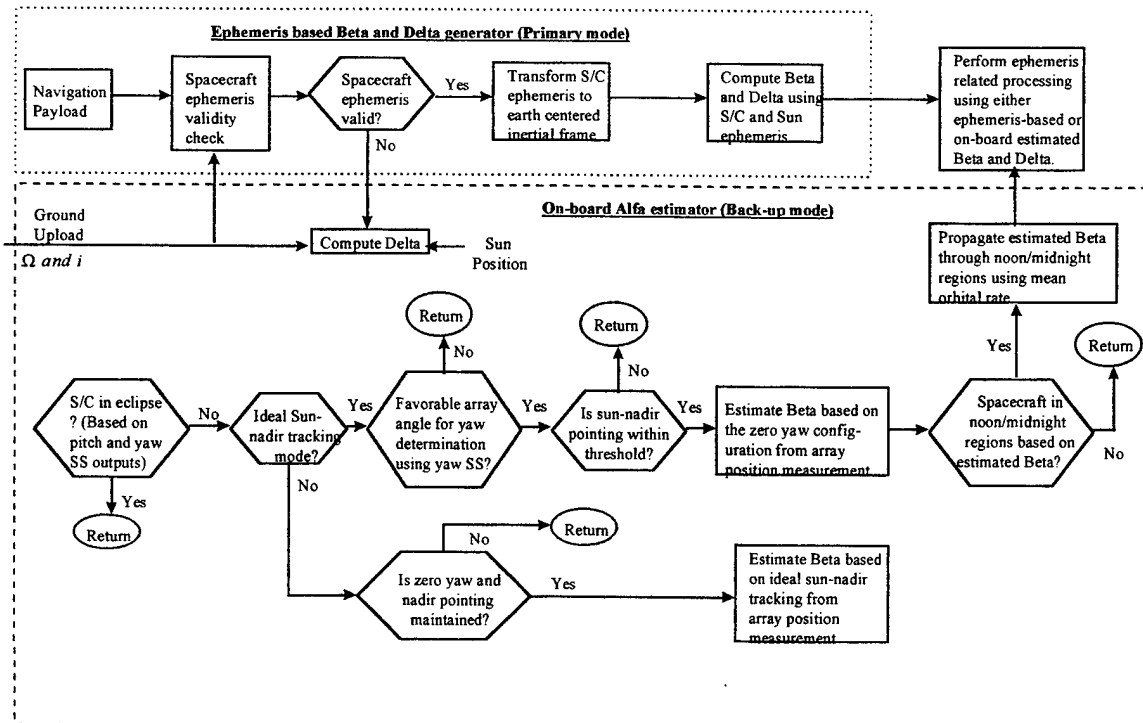 Ephemeris based Beta and Delta generator (Primary mode)
Navigation
Payload
Spacecraft
ephemeris
validity
check
Spacecraft
ephemeris
valid?
Yes
No
Transform S/C
ephemeris to
earth centered
inertial frame
Compute Beta
and Delta using
S/C and Sun
ephemeris
Perform ephemeris
related processing
using either
ephemeris-based or
on-board estimated
Beta and Delta.
On-board Alfa estimator (Back-up mode)
Ground
Upload
Ω and i
Compute Delta
Sun
Position
Propagate estimated Beta
through noon/midnight
regions using mean
orbital rate
Return
Return
Return
No
No
Yes
S/C in eclipse
? (Based on
pitch and yaw
SS outputs)
No
Ideal Sun-
nadir tracking
mode?
Yes
Favorable array
angle for yaw
determination
using yaw SS?
Yes
Is sun-nadir
pointing within
threshold?
Yes
Estimate Beta based on
the zero yaw config-
uration from array
position measurement
Spacecraft in
noon/midnight
regions based on
estimated Beta?
No
Yes
Return
No
No
Return
Is zero yaw and
nadir pointing
maintained?
Yes
Estimate Beta based
on ideal sun-nadir
tracking from
array position
measurement